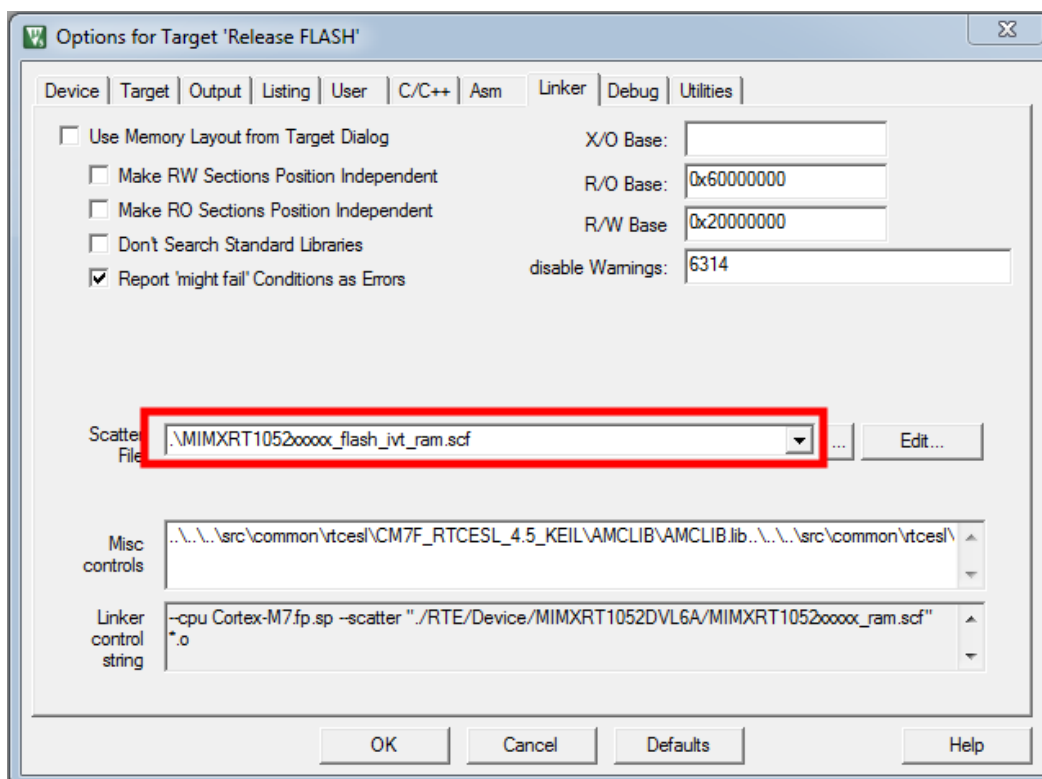 Options for Target 'Release FLASH'
Device Target Output Listing User C/C++ Asm Linker Debug Utilities
Use Memory Layout from Target Dialog
Make RW Sections Position Independent
Make RO Sections Position Independent
Don't Search Standard Libraries
Report 'might fail' Conditions as Errors
X/O Base:
R/O Base: 0x60000000
R/W Base 0x20000000
disable Warnings: 6314
Scatter
File
.\MIMXRT1052xxxxx_flash_ivt_ram.scf
...
Edit...
Misc
controls
..\..\..\src\common\rtcesl\CM7F_RTCESL_4.5_KEIL\AMCLIB\AMCLIB.lib..\..\..\src\common\rtcesl\
Linker
control
string
--cpu Cortex-M7.fp.sp --scatter "./RTE/Device/MIMXRT1052DVL6A/MIMXRT1052xxxxx_ram.scf"
*.o
OK Cancel Defaults Help